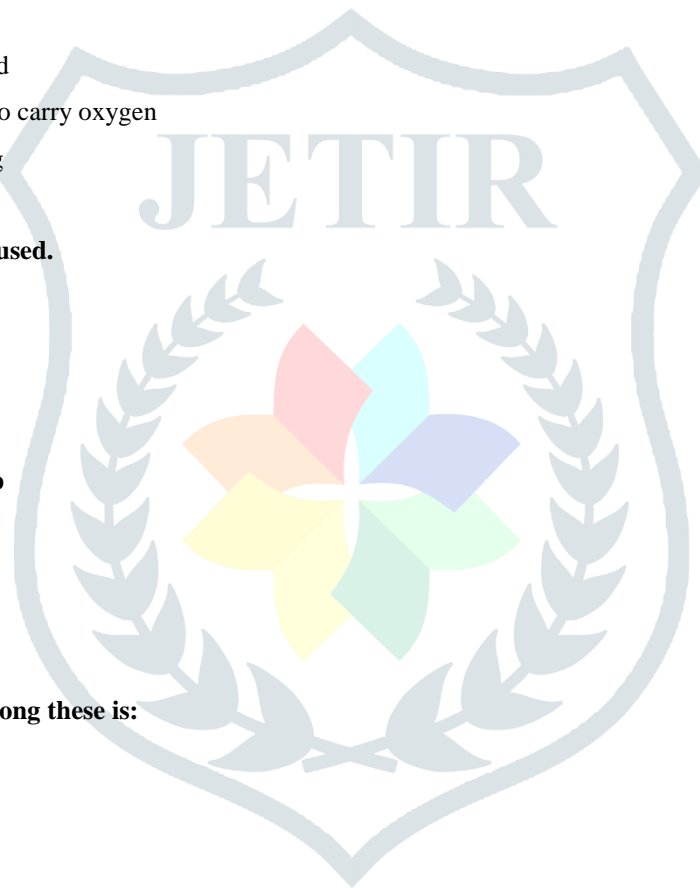 d
o carry oxygen
JETIR
g
used.
o
ong these is: